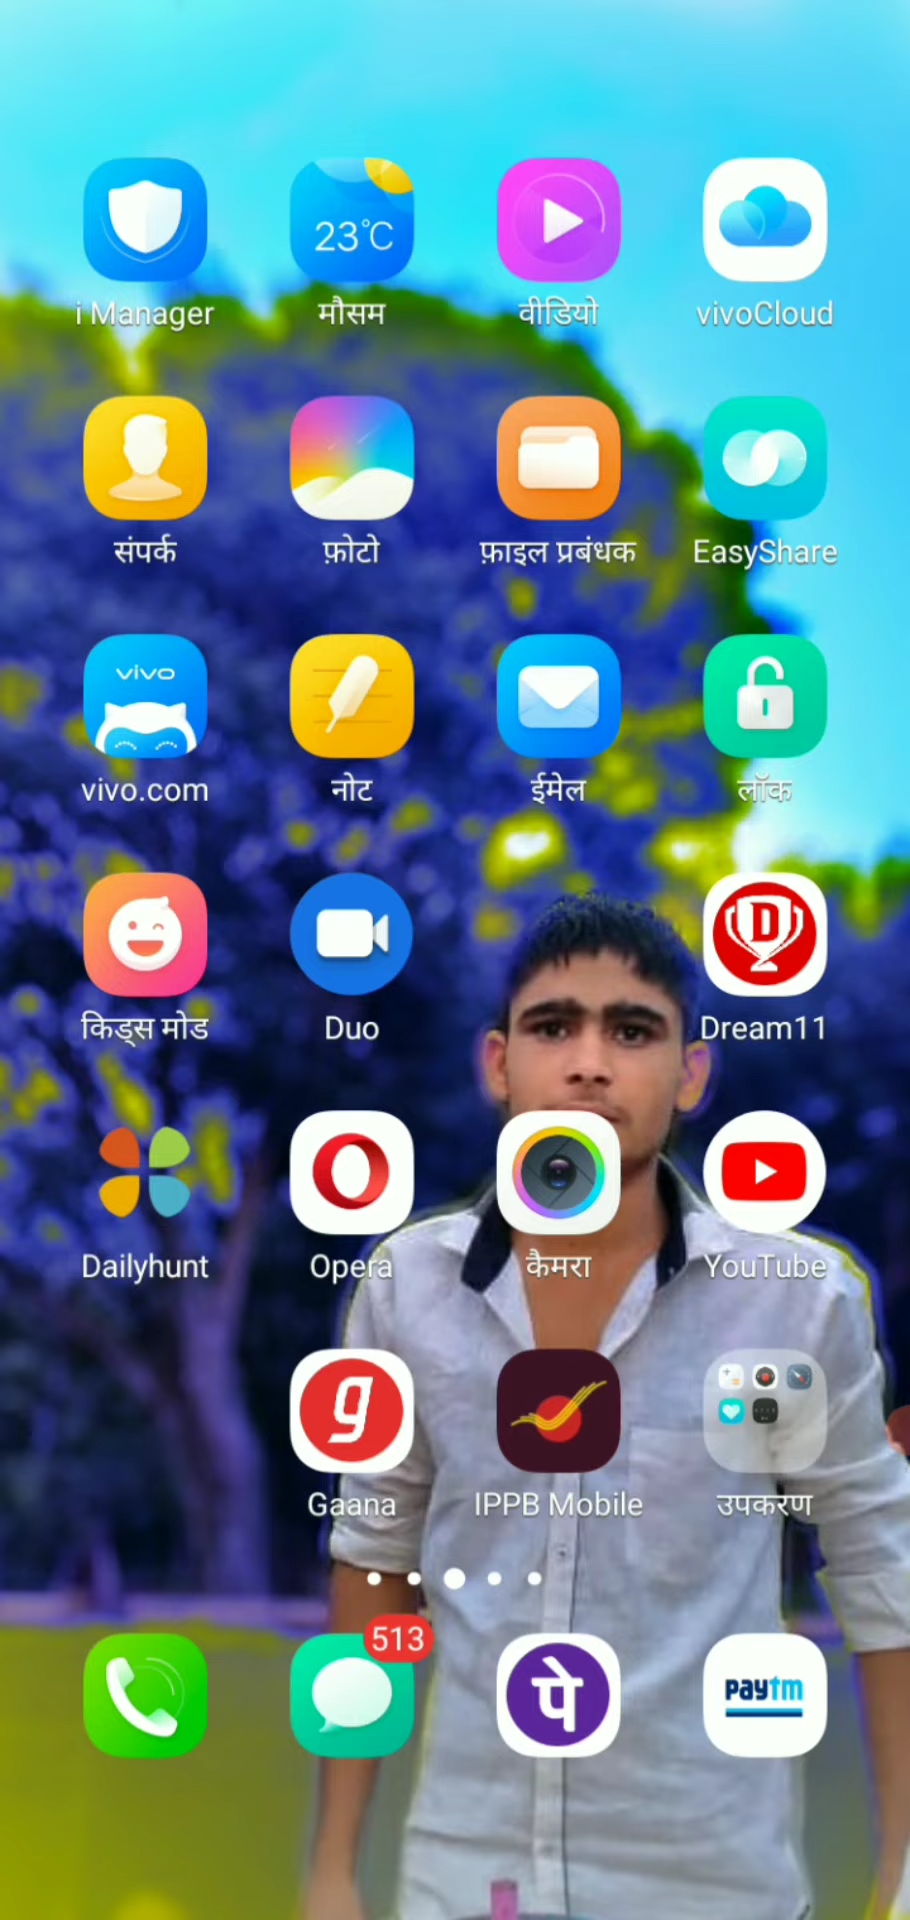 23°C
i Manager
मौसम
वीडियो
vivoCloud
संपर्क
फ़ोटो
फ़ाइल प्रबंधक
EasyShare
vivo
vivo.com
नोट
ईमेल
लॉक
D
किड्स मोड
Duo
Dream11
Dailyhunt
Opera
कैमरा
YouTube
g
Gaana
IPPB Mobile
उपकरण
513
पे
paytm